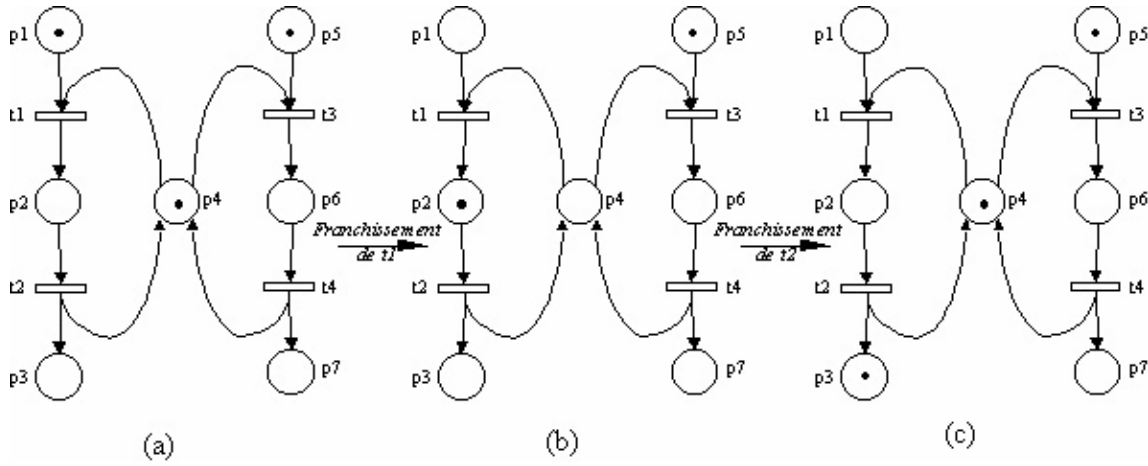 p1 p5 p1 p5 p1 p5
t1 t3 t1 t3 t1 t3
p2 p4 p6 p2 p4 p6 p2 p4 p6
Franchissement
de t1
Franchissement
de t2
t2 t4 t2 t4 t2 t4
p3 p7 p3 p7 p3 p7
(a) (b) (c)